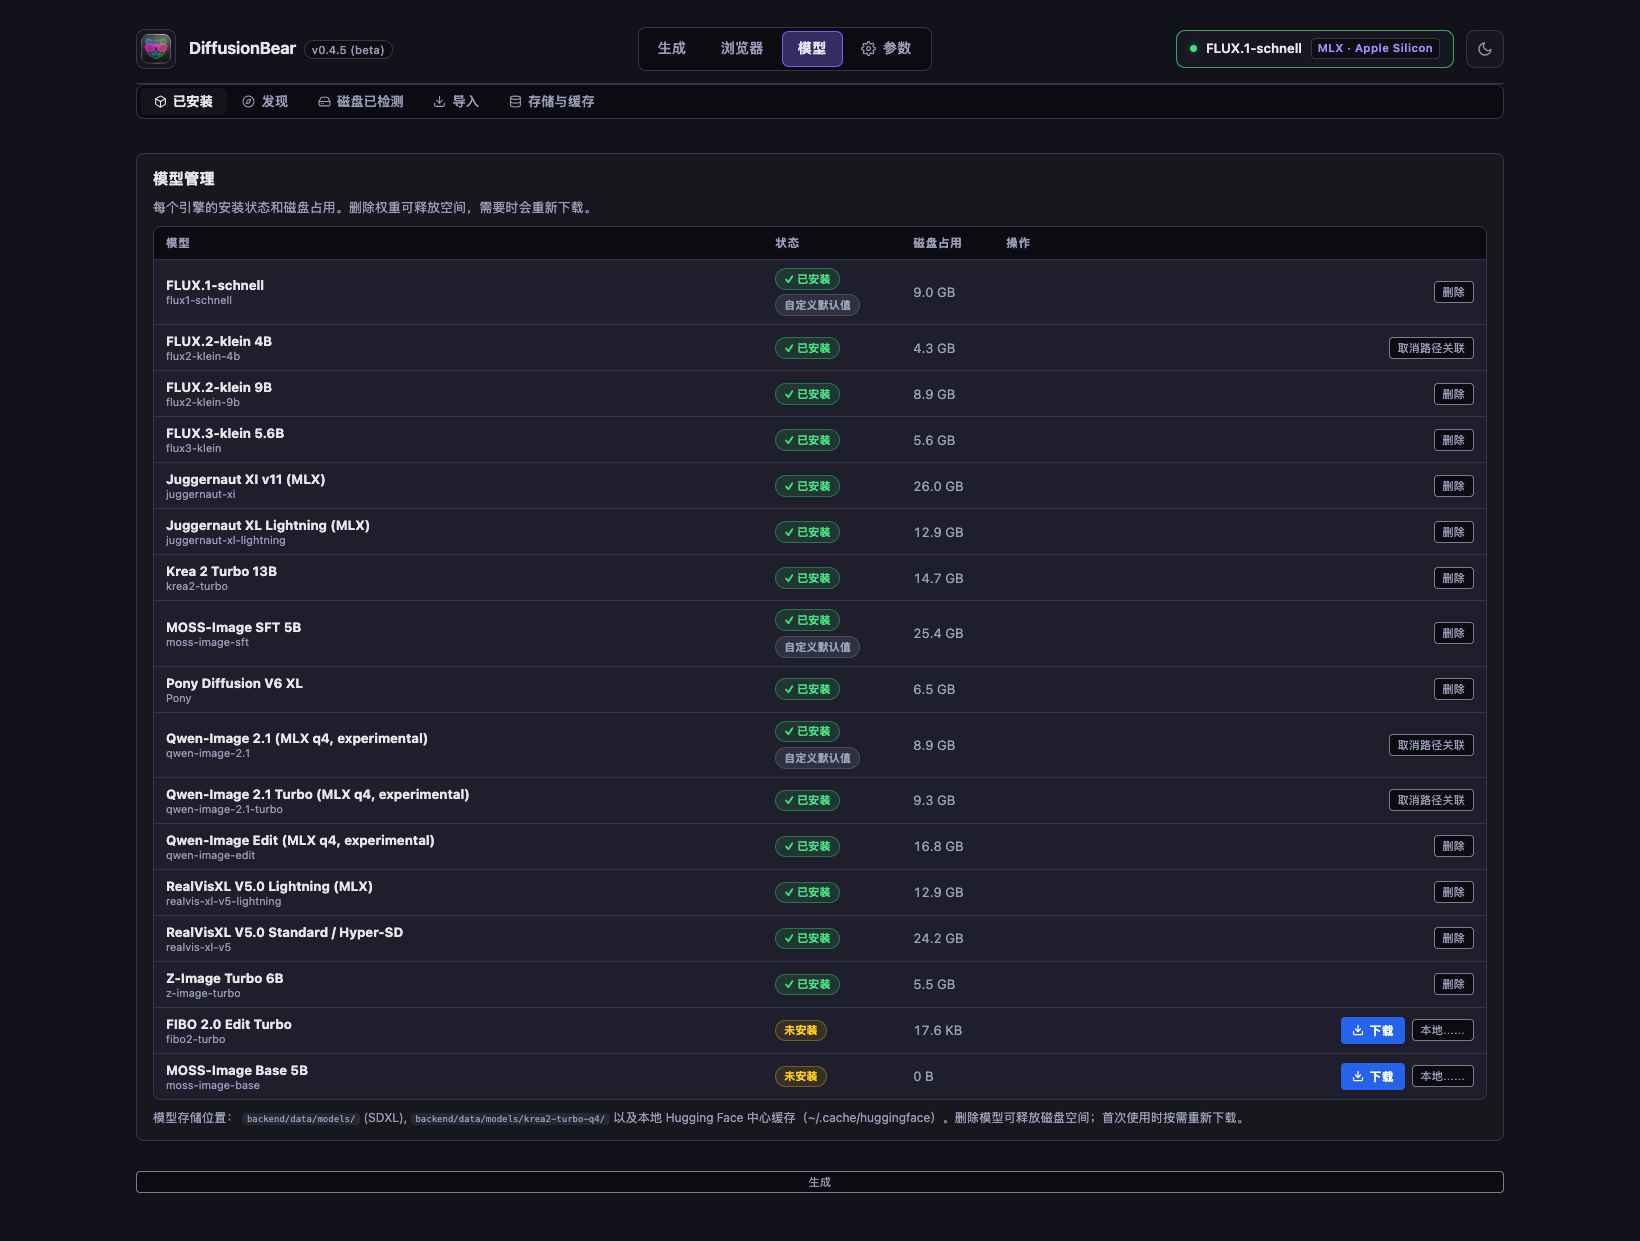 DiffusionBear v0.4.5 (beta)
生成 浏览器 模型 参数
FLUX.1-schnell MLX · Apple Silicon
已安装 发现 磁盘已检测 导入 存储与缓存
模型管理
每个引擎的安装状态和磁盘占用。删除权重可释放空间，需要时会重新下载。
模型 状态 磁盘占用 操作
FLUX.1-schnell
flux1-schnell
已安装
自定义默认值
9.0 GB
删除
FLUX.2-klein 4B
flux2-klein-4b
已安装
4.3 GB
取消路径关联
FLUX.2-klein 9B
flux2-klein-9b
已安装
8.9 GB
删除
FLUX.3-klein 5.6B
flux3-klein
已安装
5.6 GB
删除
Juggernaut XI v11 (MLX)
juggernaut-xi
已安装
26.0 GB
删除
Juggernaut XL Lightning (MLX)
juggernaut-xl-lightning
已安装
12.9 GB
删除
Krea 2 Turbo 13B
krea2-turbo
已安装
14.7 GB
删除
MOSS-Image SFT 5B
moss-image-sft
已安装
自定义默认值
25.4 GB
删除
Pony Diffusion V6 XL
Pony
已安装
6.5 GB
删除
Qwen-Image 2.1 (MLX q4, experimental)
qwen-image-2.1
已安装
自定义默认值
8.9 GB
取消路径关联
Qwen-Image 2.1 Turbo (MLX q4, experimental)
qwen-image-2.1-turbo
已安装
9.3 GB
取消路径关联
Qwen-Image Edit (MLX q4, experimental)
qwen-image-edit
已安装
16.8 GB
删除
RealVisXL V5.0 Lightning (MLX)
realvis-xl-v5-lightning
已安装
12.9 GB
删除
RealVisXL V5.0 Standard / Hyper-SD
realvis-xl-v5
已安装
24.2 GB
删除
Z-Image Turbo 6B
z-image-turbo
已安装
5.5 GB
删除
FIBO 2.0 Edit Turbo
fibo2-turbo
未安装
17.6 KB
下载 本地……
MOSS-Image Base 5B
moss-image-base
未安装
0 B
下载 本地……
模型存储位置： backend/data/models/ (SDXL), backend/data/models/krea2-turbo-q4/ 以及本地 Hugging Face 中心缓存（~/.cache/huggingface）。删除模型可释放磁盘空间；首次使用时按需重新下载。
生成